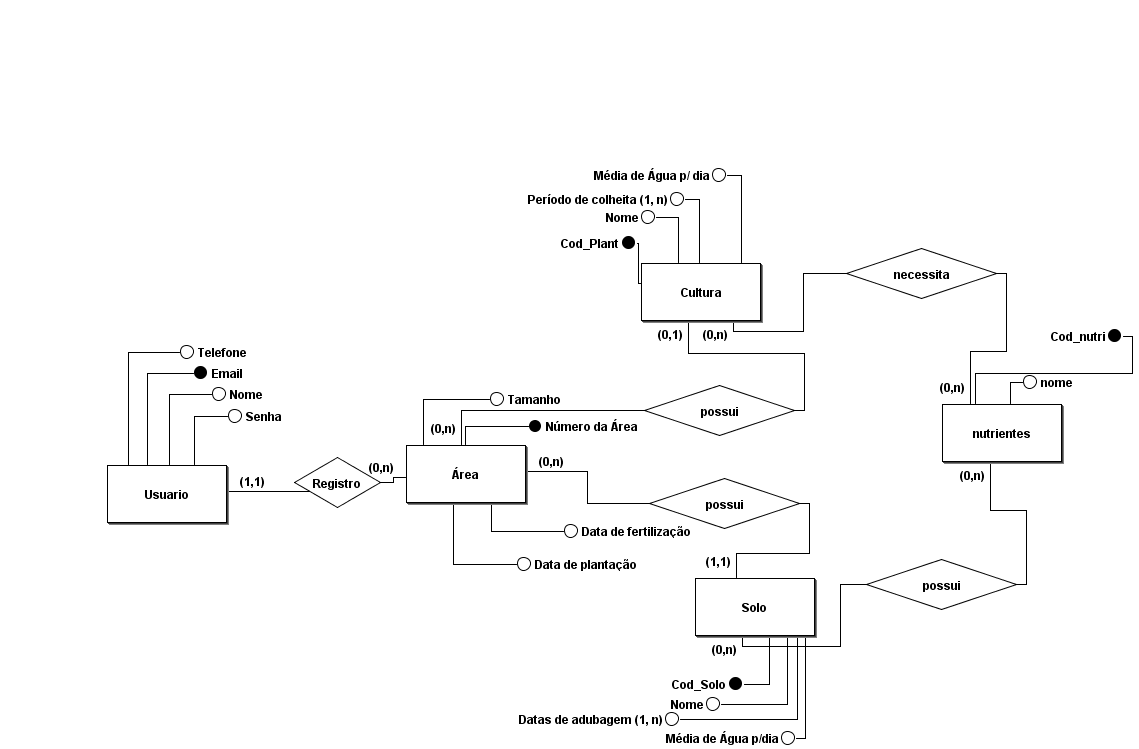 Média de Água p/ dia
Período de colheita (1, n)
Nome
Cod_Plant
necessita
Cultura
(0,1)
(0,n)
Cod_nutri
Telefone
Email
nome
(0,n)
Nome
Tamanho
possui
Senha
Número da Área
(0,n)
nutrientes
(0,n)
(0,n)
Área
(0,n)
(1,1)
Registro
Usuario
possui
Data de fertilização
(1,1)
Data de plantação
possui
Solo
(0,n)
Cod_Solo
Nome
Datas de adubagem (1, n)
Média de Água p/dia